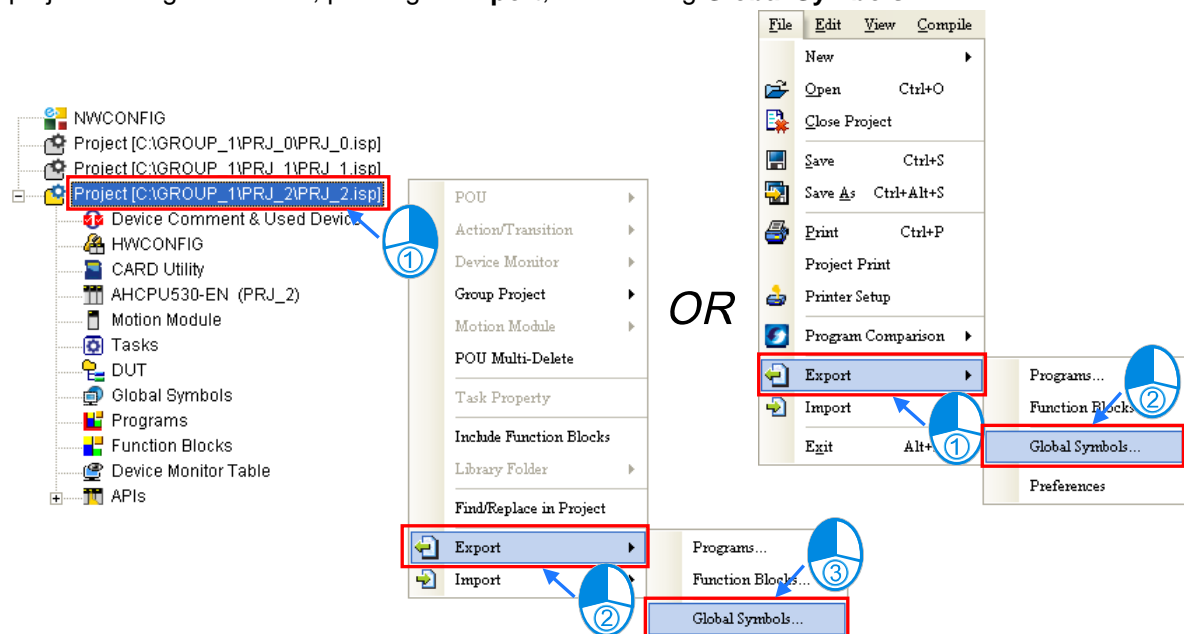 File Edit View Compile
New
Open Ctrl+O
Close Project
Save Ctrl+S
Save As Ctrl+Alt+S
Print Ctrl+P
Project Print
Printer Setup
Program Comparison
Export
Import
Exit Alt+
Programs...
Function Blocks
Global Symbols...
Preferences
①
②
NWCONFIG
Project [C:\GROUP_1\PRJ_0\PRJ_0.isp]
Project [C:\GROUP_1\PRJ_1\PRJ_1.isp]
Project [C:\GROUP_1\PRJ_2\PRJ_2.isp]
Device Comment & Used Device
HWCONFIG
CARD Utility
AHCPU530-EN (PRJ_2)
Motion Module
Tasks
DUT
Global Symbols
Programs
Function Blocks
Device Monitor Table
APIs
①
POU
Action/Transition
Device Monitor
Group Project
Motion Module
POU Multi-Delete
Task Property
Include Function Blocks
Library Folder
Find/Replace in Project
Export
Import
②
Programs...
Function Blocks...
Global Symbols...
③
OR